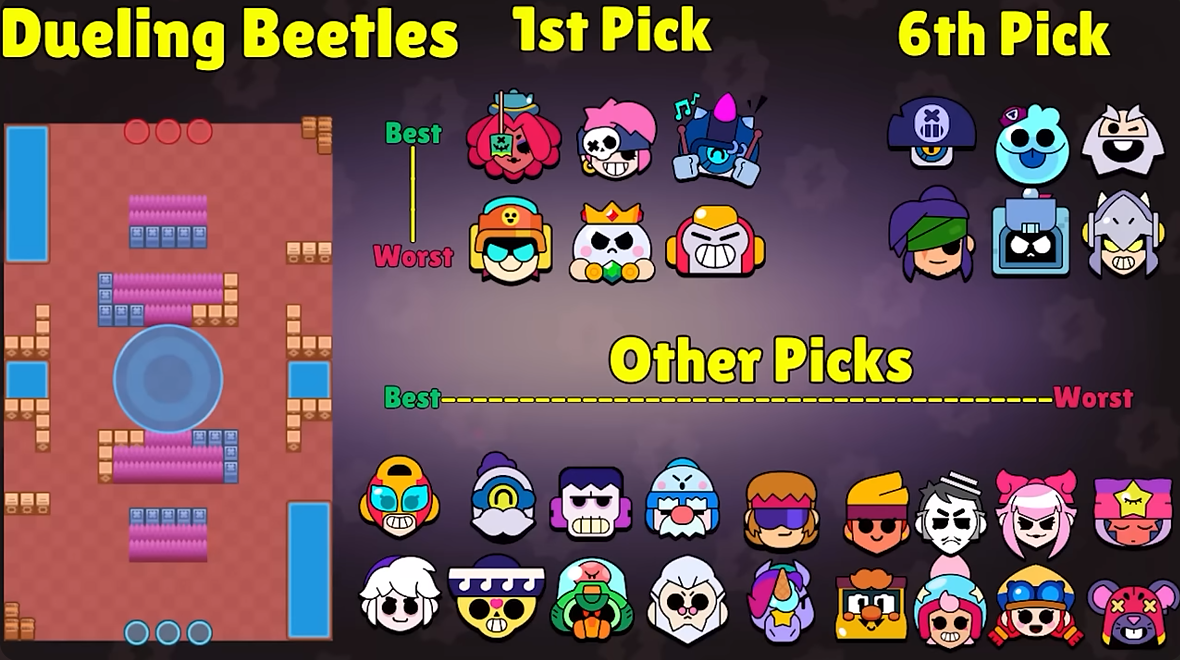 Dueling Beetles
1st Pick
6th Pick
Best
Worst
Other Picks
Best
Worst